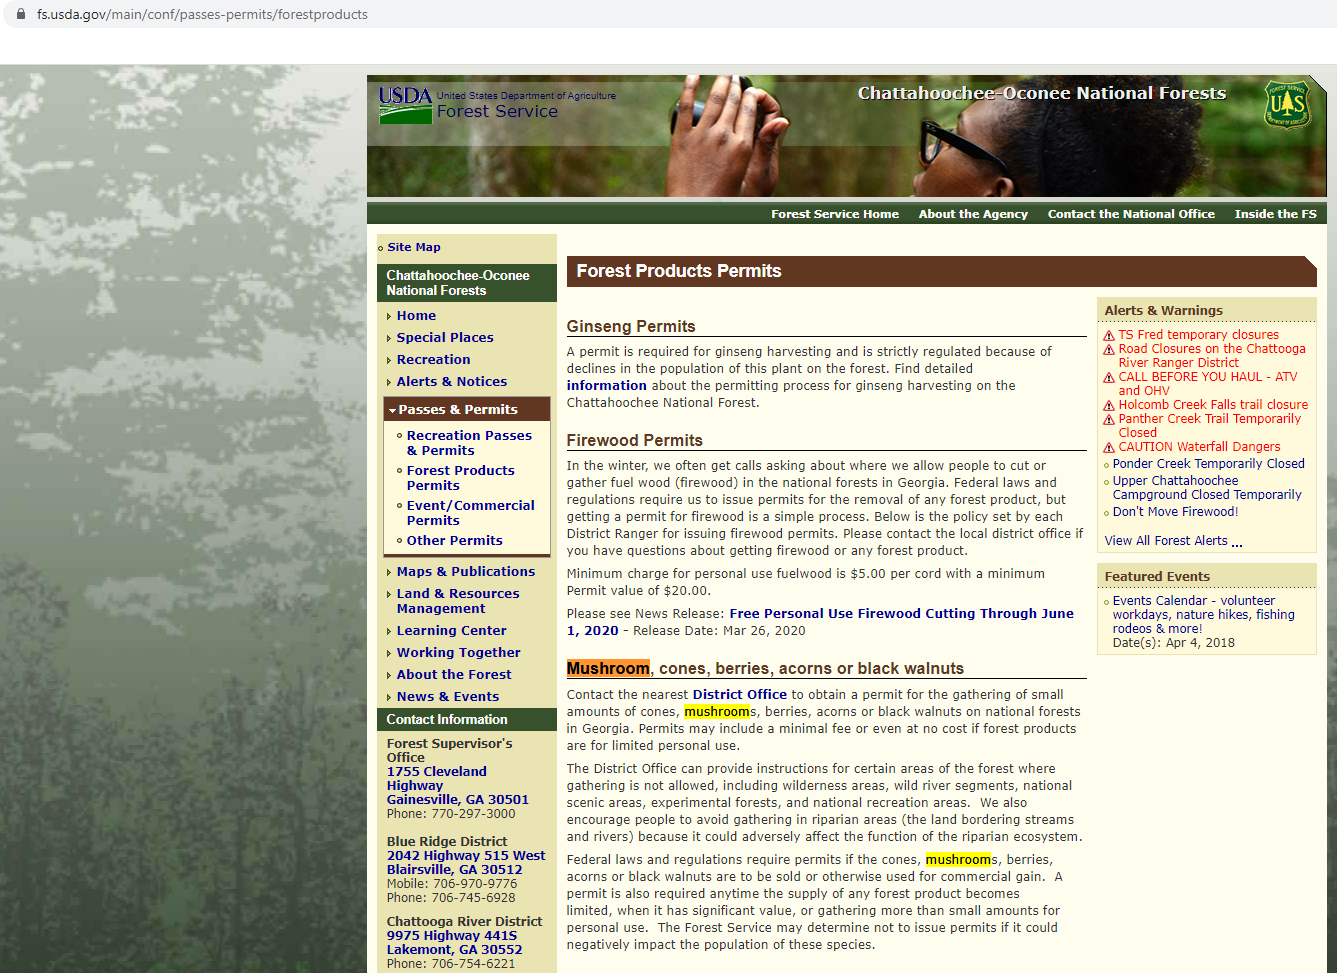 fs.usda.gov/main/conf/passes-permits/forestproducts
USDA
United States Department of Agriculture
Forest Service
Chattahoochee-Oconee National Forests
FOREST SERVICE
U S
DEPARTMENT OF AGRICULTURE
Forest Service Home
About the Agency
Contact the National Office
Inside the FS
Site Map
Chattahoochee-Oconee
National Forests
Home
Special Places
Recreation
Alerts & Notices
Passes & Permits
Recreation Passes
& Permits
Forest Products
Permits
Event/Commercial
Permits
Other Permits
Maps & Publications
Land & Resources
Management
Learning Center
Working Together
About the Forest
News & Events
Contact Information
Forest Supervisor's
Office
1755 Cleveland
Highway
Gainesville, GA 30501
Phone: 770-297-3000
Blue Ridge District
2042 Highway 515 West
Blairsville, GA 30512
Mobile: 706-970-9776
Phone: 706-745-6928
Chattooga River District
9975 Highway 441S
Lakemont, GA 30552
Phone: 706-754-6221
Forest Products Permits
Ginseng Permits
A permit is required for ginseng harvesting and is strictly regulated because of
declines in the population of this plant on the forest. Find detailed
information about the permitting process for ginseng harvesting on the
Chattahoochee National Forest.
Firewood Permits
In the winter, we often get calls asking about where we allow people to cut or
gather fuel wood (firewood) in the national forests in Georgia. Federal laws and
regulations require us to issue permits for the removal of any forest product, but
getting a permit for firewood is a simple process. Below is the policy set by each
District Ranger for issuing firewood permits. Please contact the local district office if
you have questions about getting firewood or any forest product.
Minimum charge for personal use fuelwood is $5.00 per cord with a minimum
Permit value of $20.00.
Please see News Release: Free Personal Use Firewood Cutting Through June
1, 2020 - Release Date: Mar 26, 2020
Mushroom, cones, berries, acorns or black walnuts
Contact the nearest District Office to obtain a permit for the gathering of small
amounts of cones, mushrooms, berries, acorns or black walnuts on national forests
in Georgia. Permits may include a minimal fee or even at no cost if forest products
are for limited personal use.
The District Office can provide instructions for certain areas of the forest where
gathering is not allowed, including wilderness areas, wild river segments, national
scenic areas, experimental forests, and national recreation areas. We also
encourage people to avoid gathering in riparian areas (the land bordering streams
and rivers) because it could adversely affect the function of the riparian ecosystem.
Federal laws and regulations require permits if the cones, mushrooms, berries,
acorns or black walnuts are to be sold or otherwise used for commercial gain. A
permit is also required anytime the supply of any forest product becomes
limited, when it has significant value, or gathering more than small amounts for
personal use. The Forest Service may determine not to issue permits if it could
negatively impact the population of these species.
Alerts & Warnings
TS Fred temporary closures
Road Closures on the Chattooga
River Ranger District
CALL BEFORE YOU HAUL - ATV
and OHV
Holcomb Creek Falls trail closure
Panther Creek Trail Temporarily
Closed
CAUTION Waterfall Dangers
Ponder Creek Temporarily Closed
Upper Chattahoochee
Campground Closed Temporarily
Don't Move Firewood!
View All Forest Alerts ...
Featured Events
Events Calendar - volunteer
workdays, nature hikes, fishing
rodeos & more!
Date(s): Apr 4, 2018